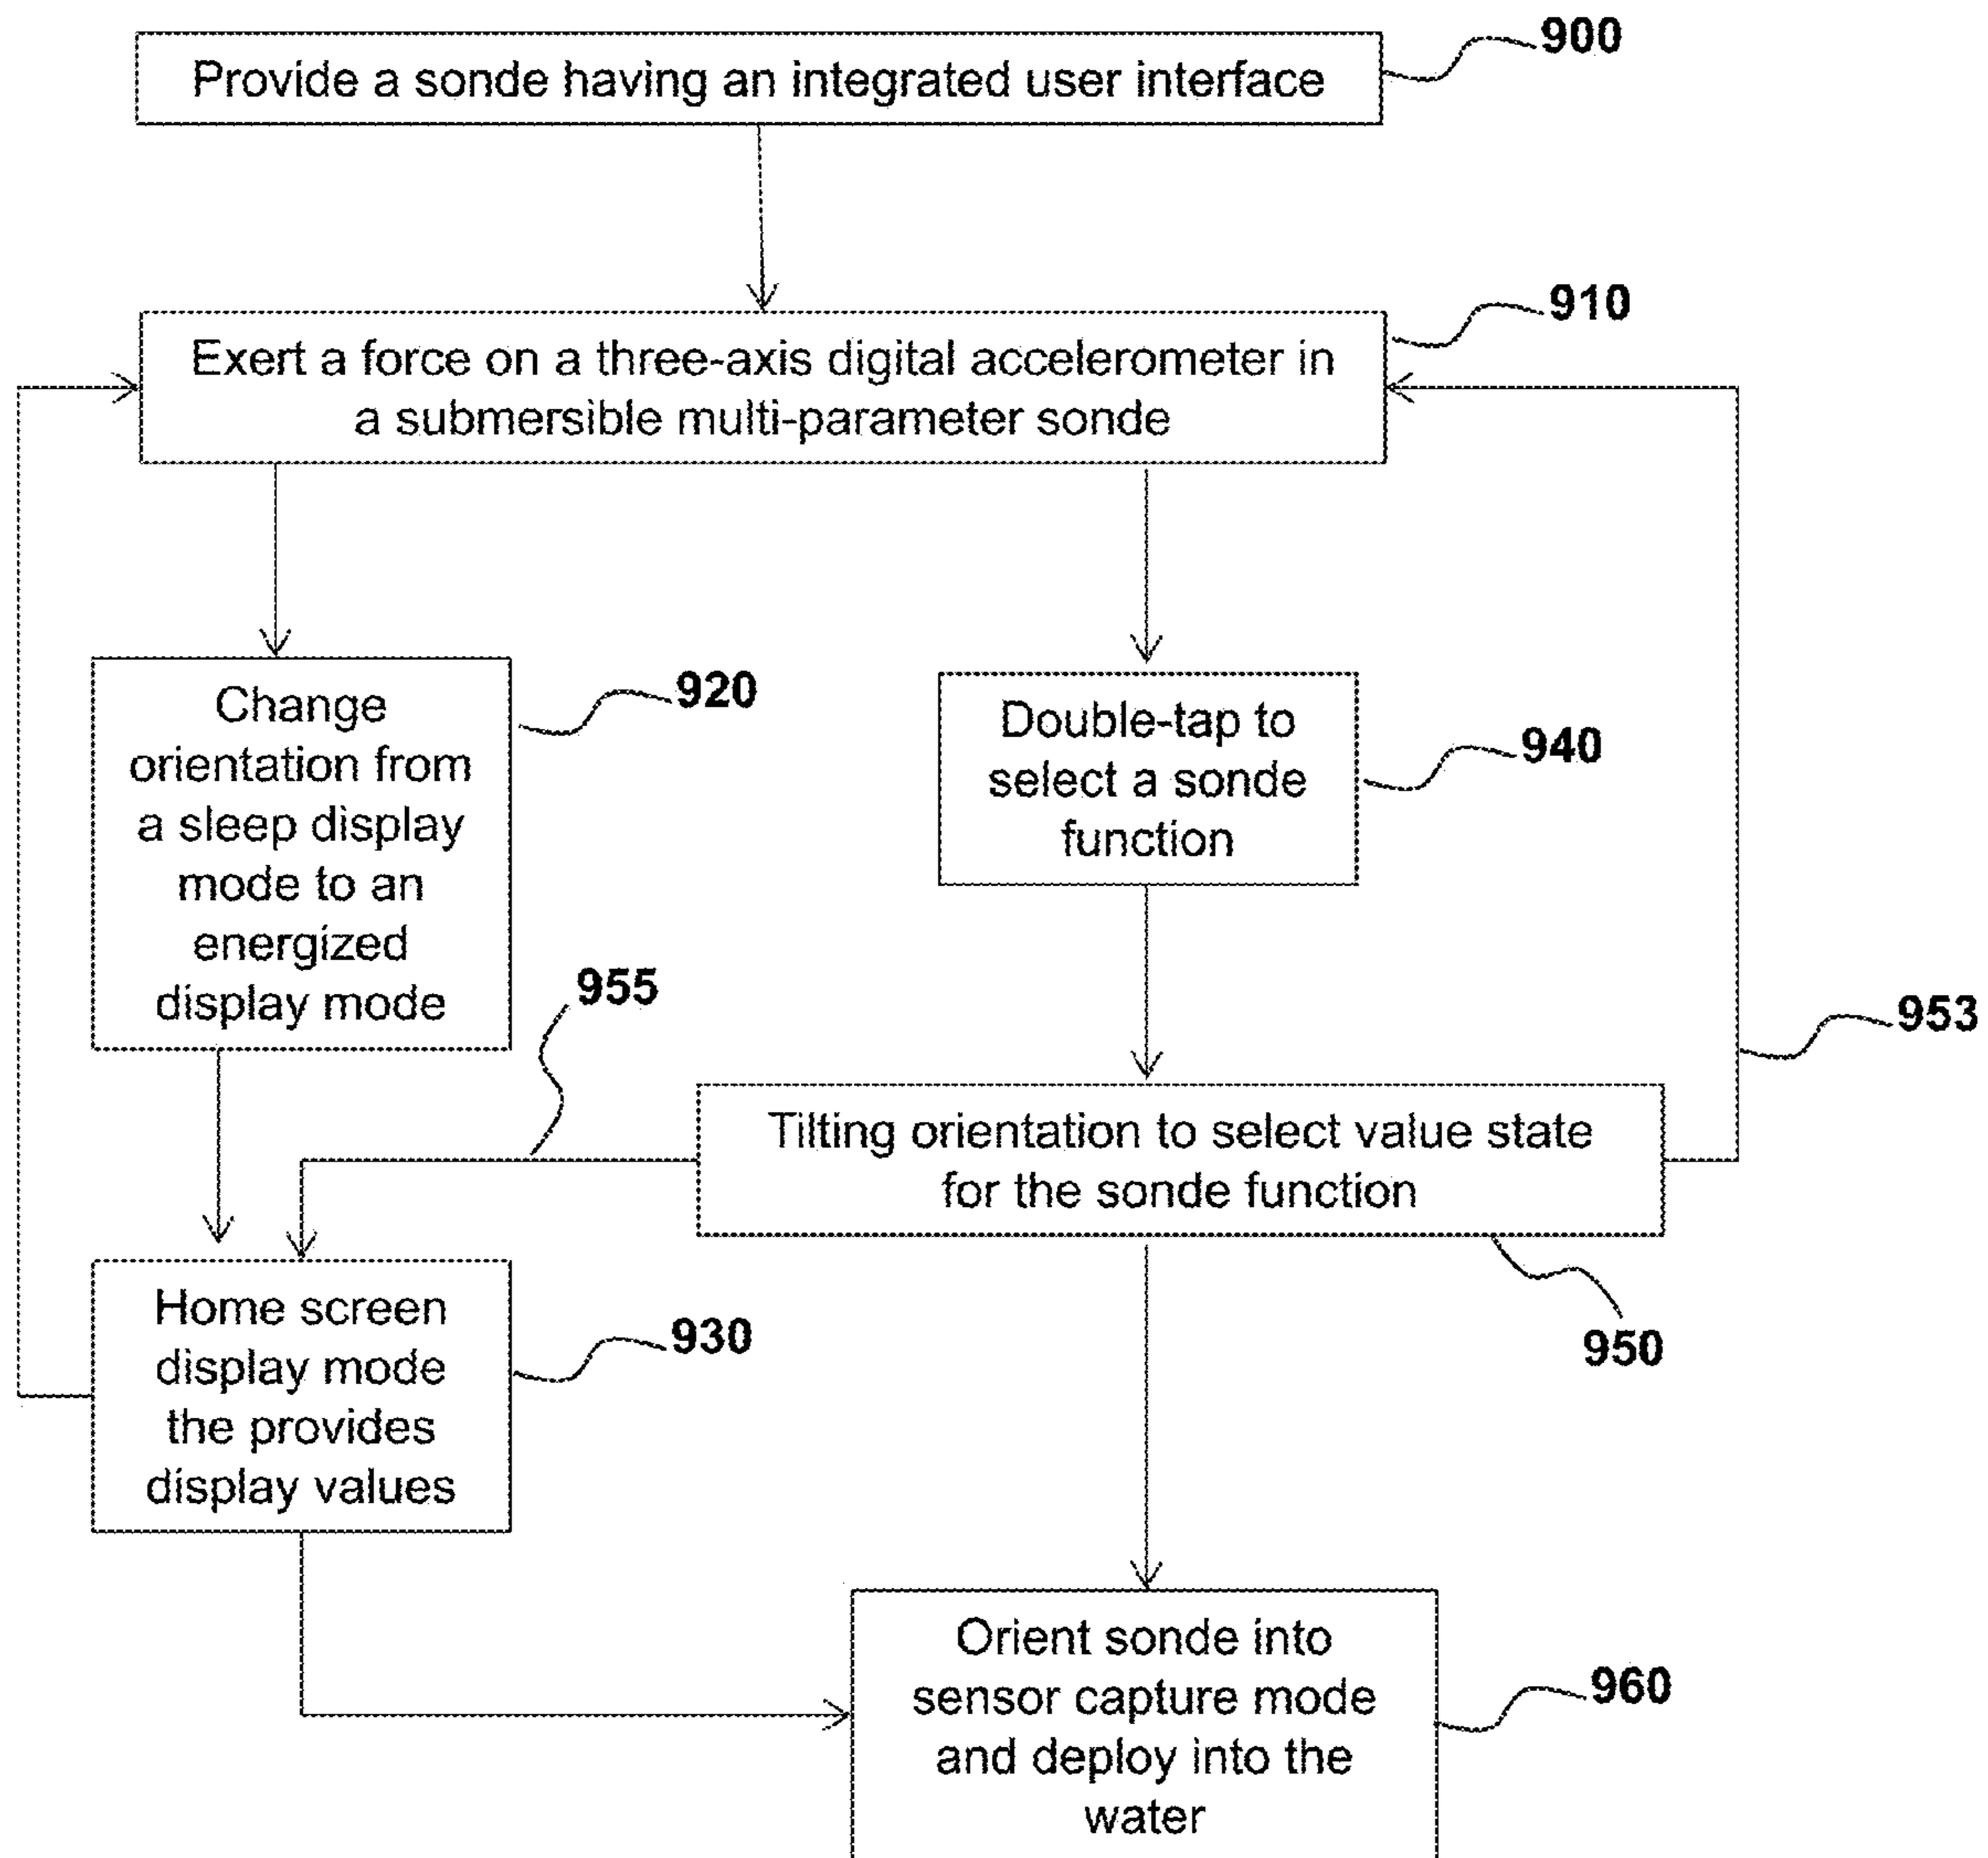 900
Provide a sonde having an integrated user interface
910
Exert a force on a three-axis digital accelerometer in
a submersible multi-parameter sonde
920
Change
orientation from
a sleep display
mode to an
energized
display mode
940
Double-tap to
select a sonde
function
955
953
Tilting orientation to select value state
for the sonde function
950
930
Home screen
display mode
the provides
display values
960
Orient sonde into
sensor capture mode
and deploy into the
water